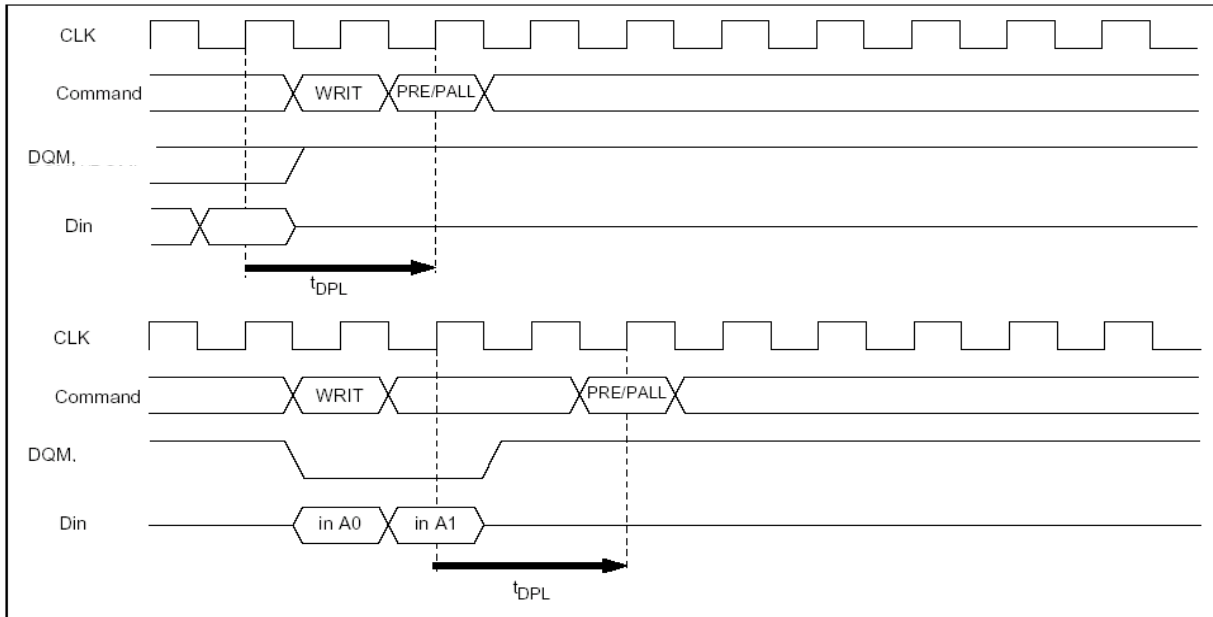 CLK
Command WRIT PRE/PALL
DQM,
Din
tDPL
CLK
Command WRIT PRE/PALL
DQM,
Din in A0 in A1
tDPL